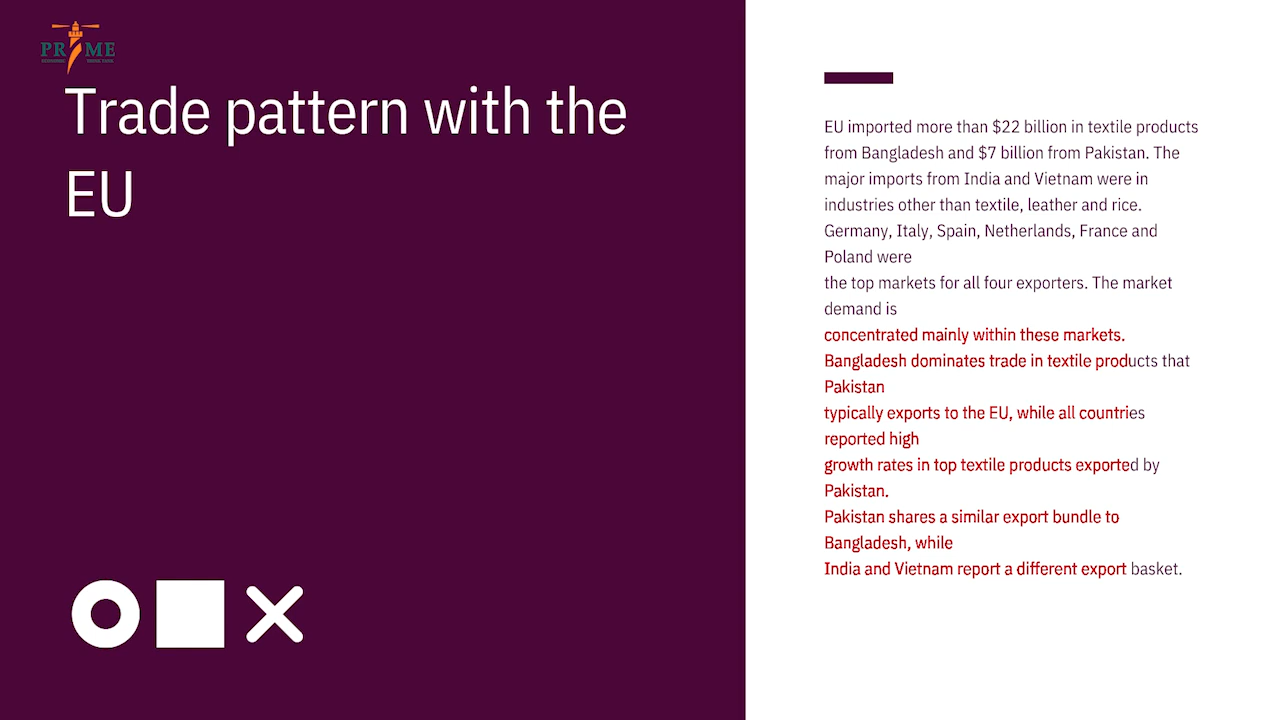 PRIME
Trade pattern with the
EU
EU imported more than $22 billion in textile products
from Bangladesh and $7 billion from Pakistan. The
major imports from India and Vietnam were in
industries other than textile, leather and rice.
Germany, Italy, Spain, Netherlands, France and
Poland were
the top markets for all four exporters. The market
demand is
concentrated mainly within these markets.
Bangladesh dominates trade in textile products that
Pakistan
typically exports to the EU, while all countries
reported high
growth rates in top textile products exported by
Pakistan.
Pakistan shares a similar export bundle to
Bangladesh, while
India and Vietnam report a different export basket.